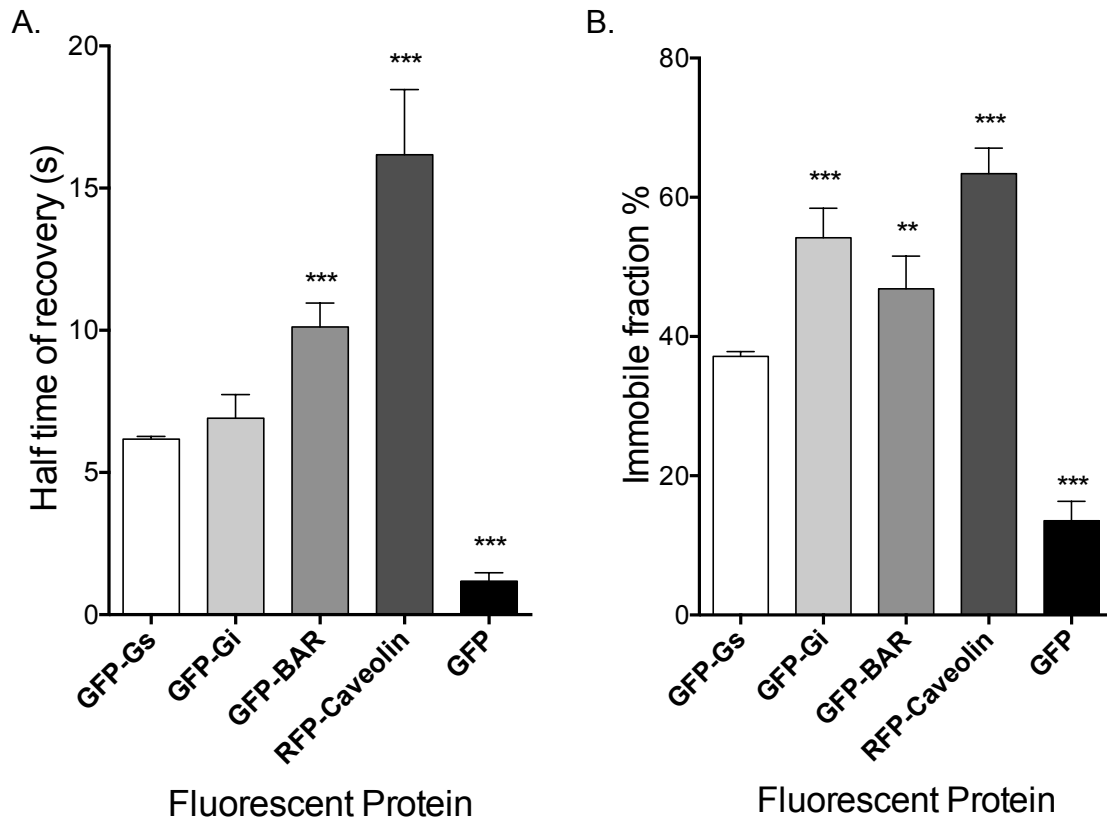 A.
Half time of recovery (s)
20
15
10
5
0
***
***
***
GFP-Gs
GFP-Gi
GFP-BAR
RFP-Caveolin
GFP
Fluorescent Protein
B.
Immobile fraction %
80
60
40
20
0
***
**
***
***
GFP-Gs
GFP-Gi
GFP-BAR
RFP-Caveolin
GFP
Fluorescent Protein